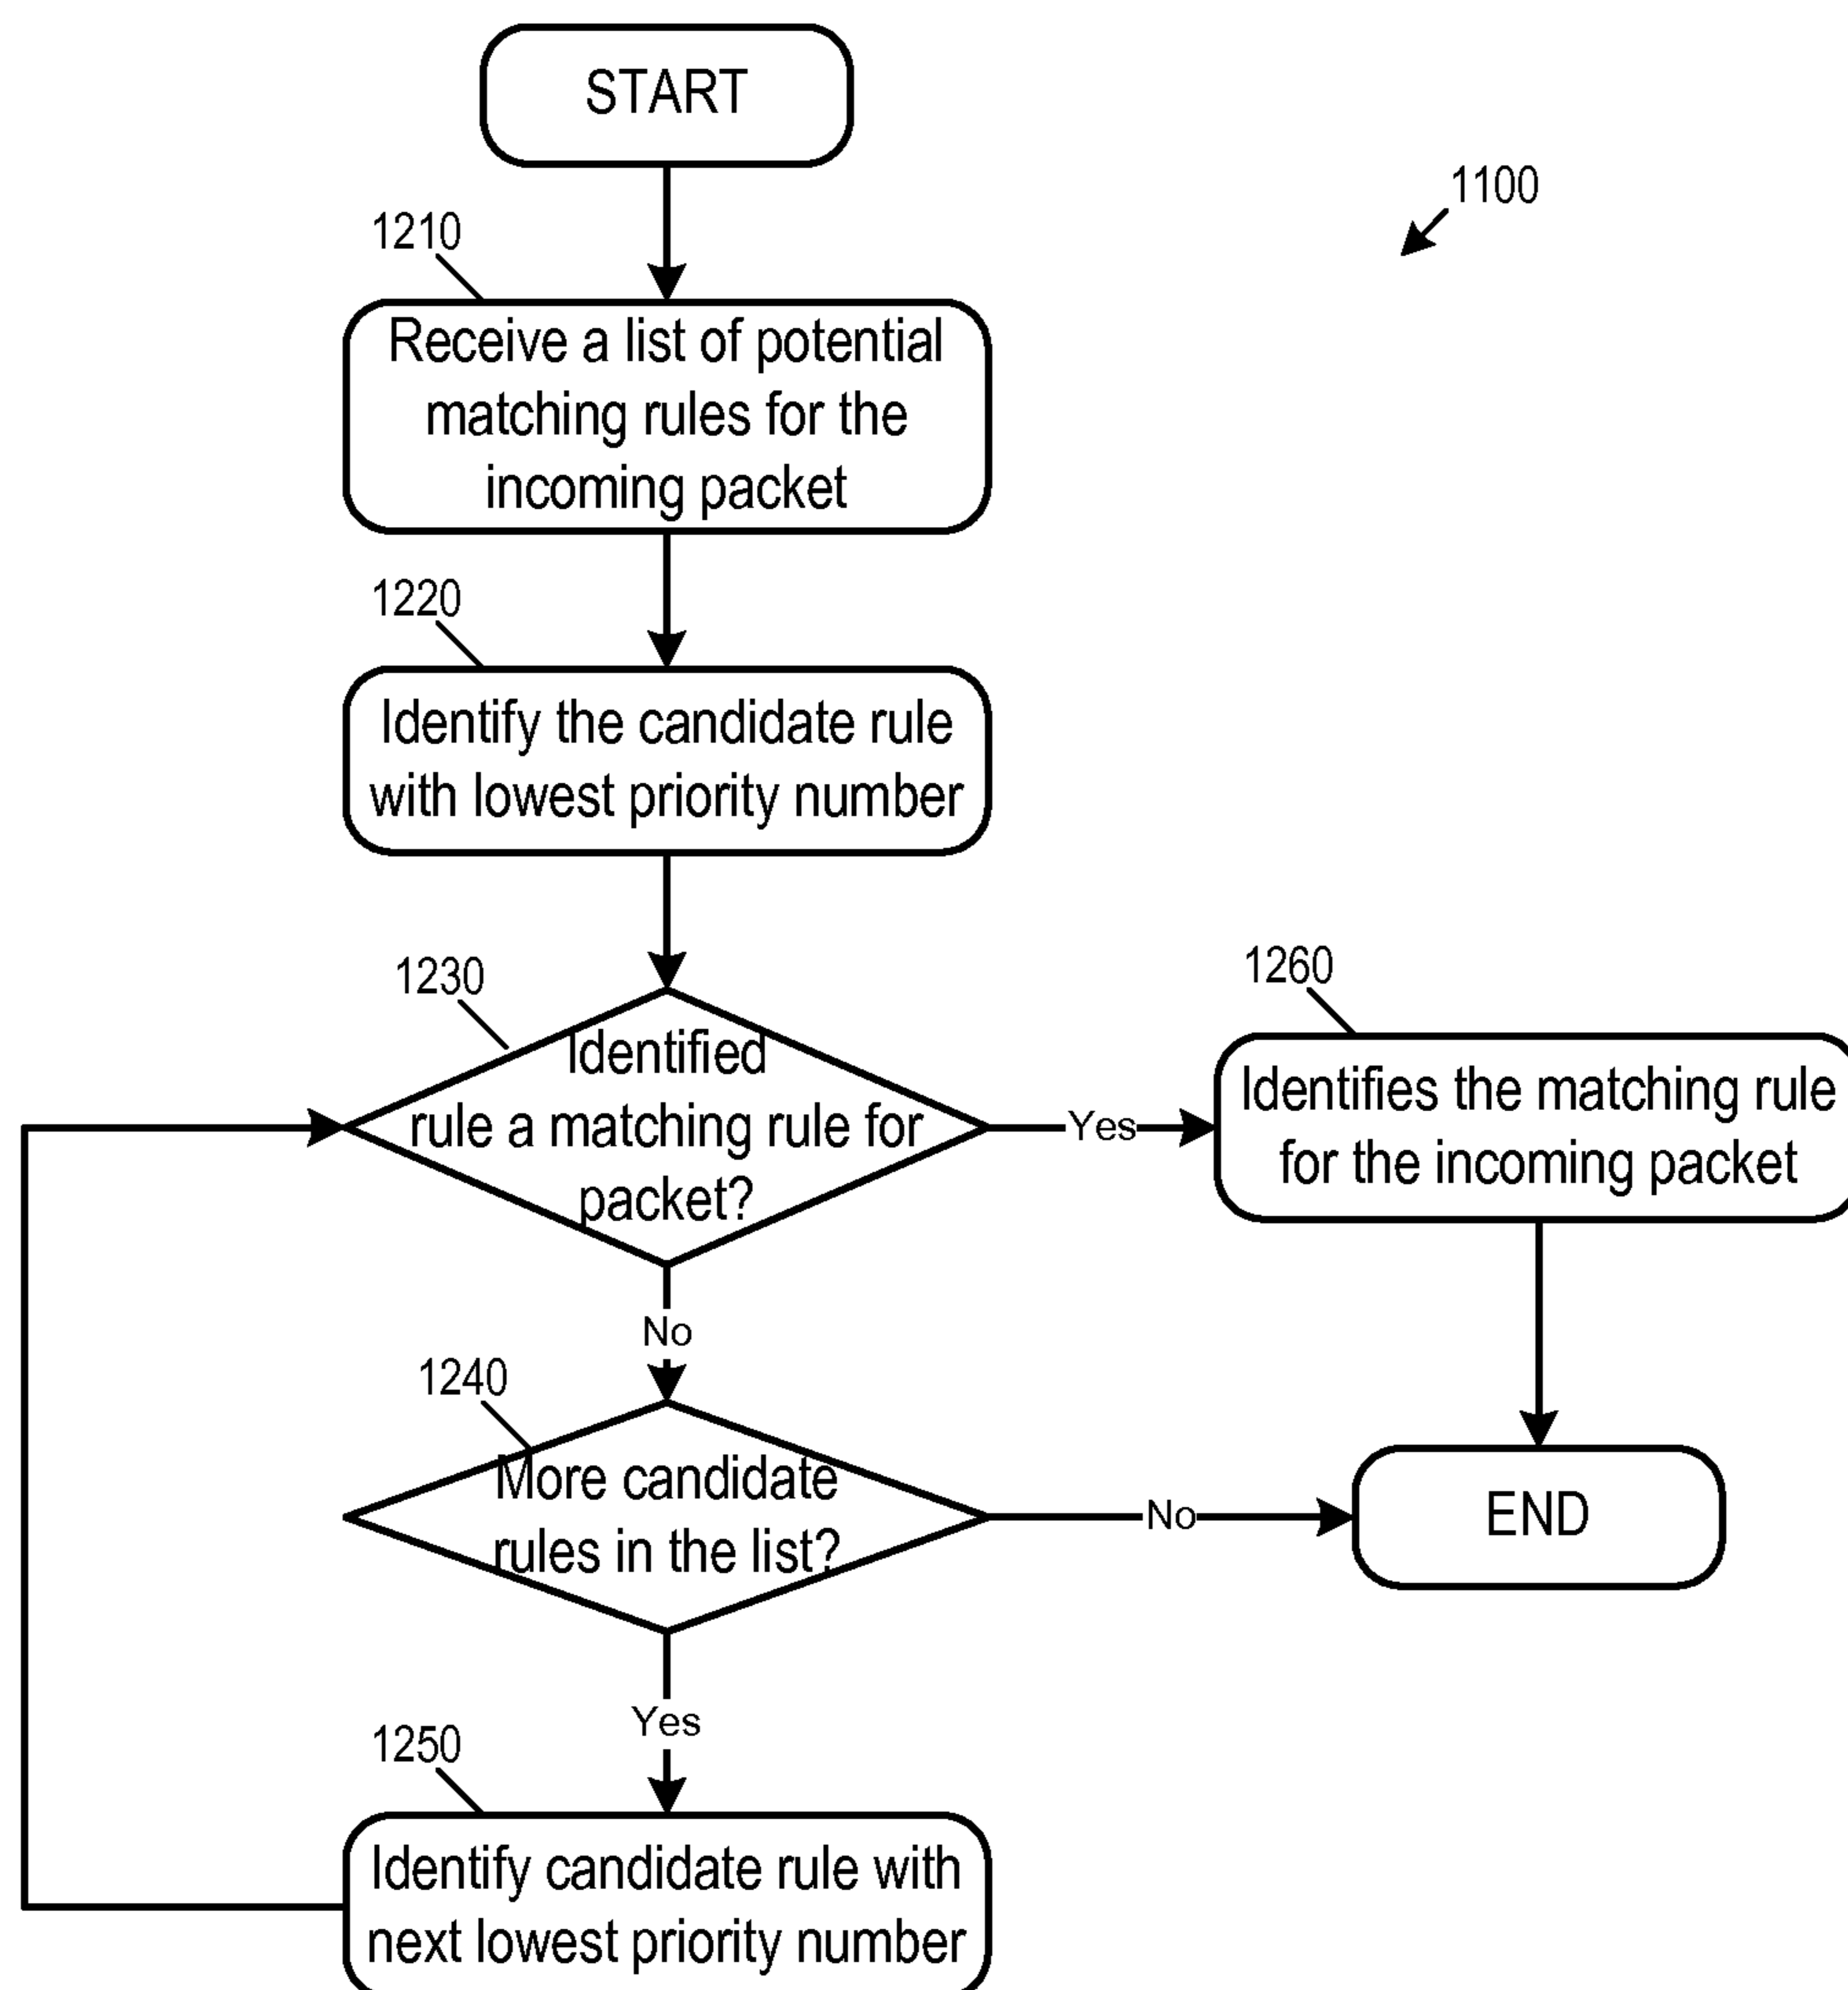 START
1100
1210
Receive a list of potential
matching rules for the
incoming packet
1220
Identify the candidate rule
with lowest priority number
1230
Identified
rule a matching rule for
packet?
Yes
1260
Identifies the matching rule
for the incoming packet
No
1240
More candidate
rules in the list?
No
END
Yes
1250
Identify candidate rule with
next lowest priority number